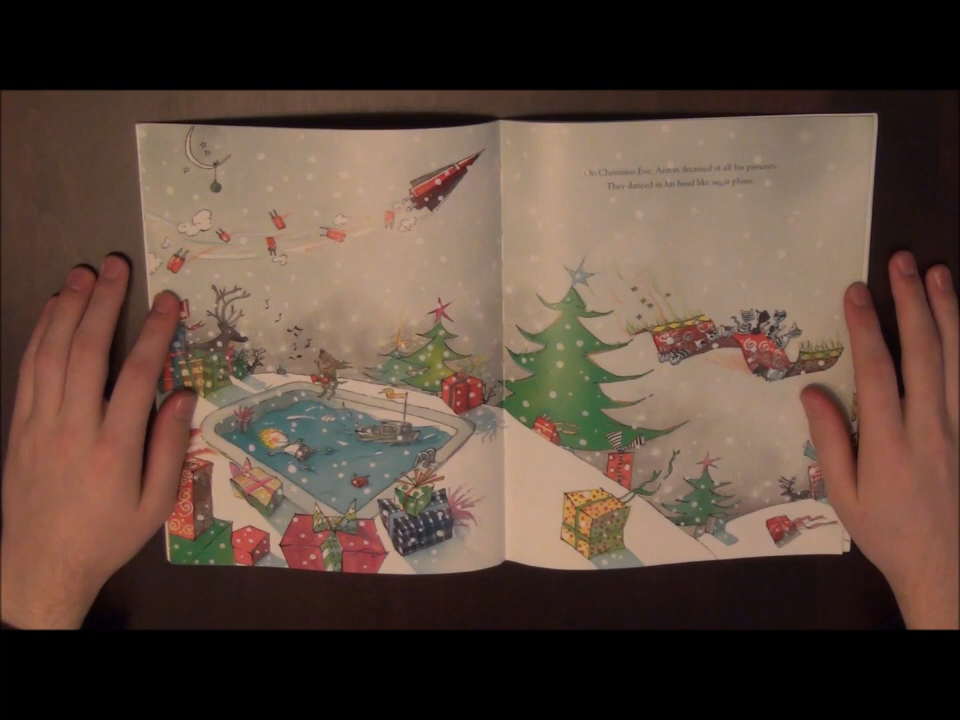 On Christmas Eve, Anton dreamed of all his presents.
They danced in his head like sugar plums.